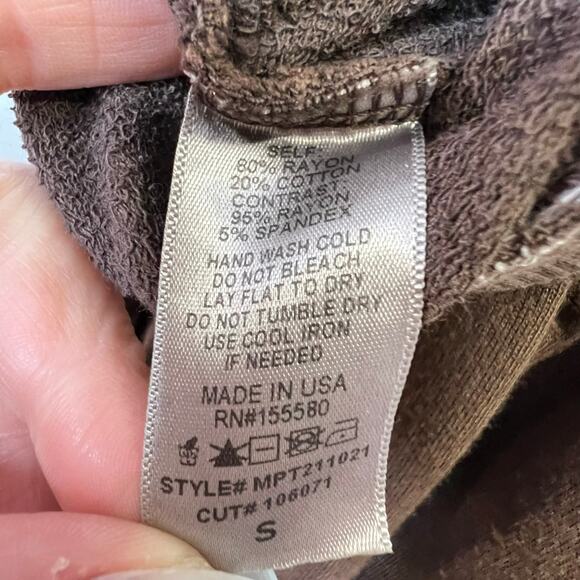 SELF:
80% RAYON
20% COTTON
CONTRAST:
95% RAYON
5% SPANDEX
HAND WASH COLD
DO NOT BLEACH
LAY FLAT TO DRY
DO NOT TUMBLE DRY
USE COOL IRON
IF NEEDED
MADE IN USA
RN#155580
STYLE# MPT211021
CUT# 106071
S